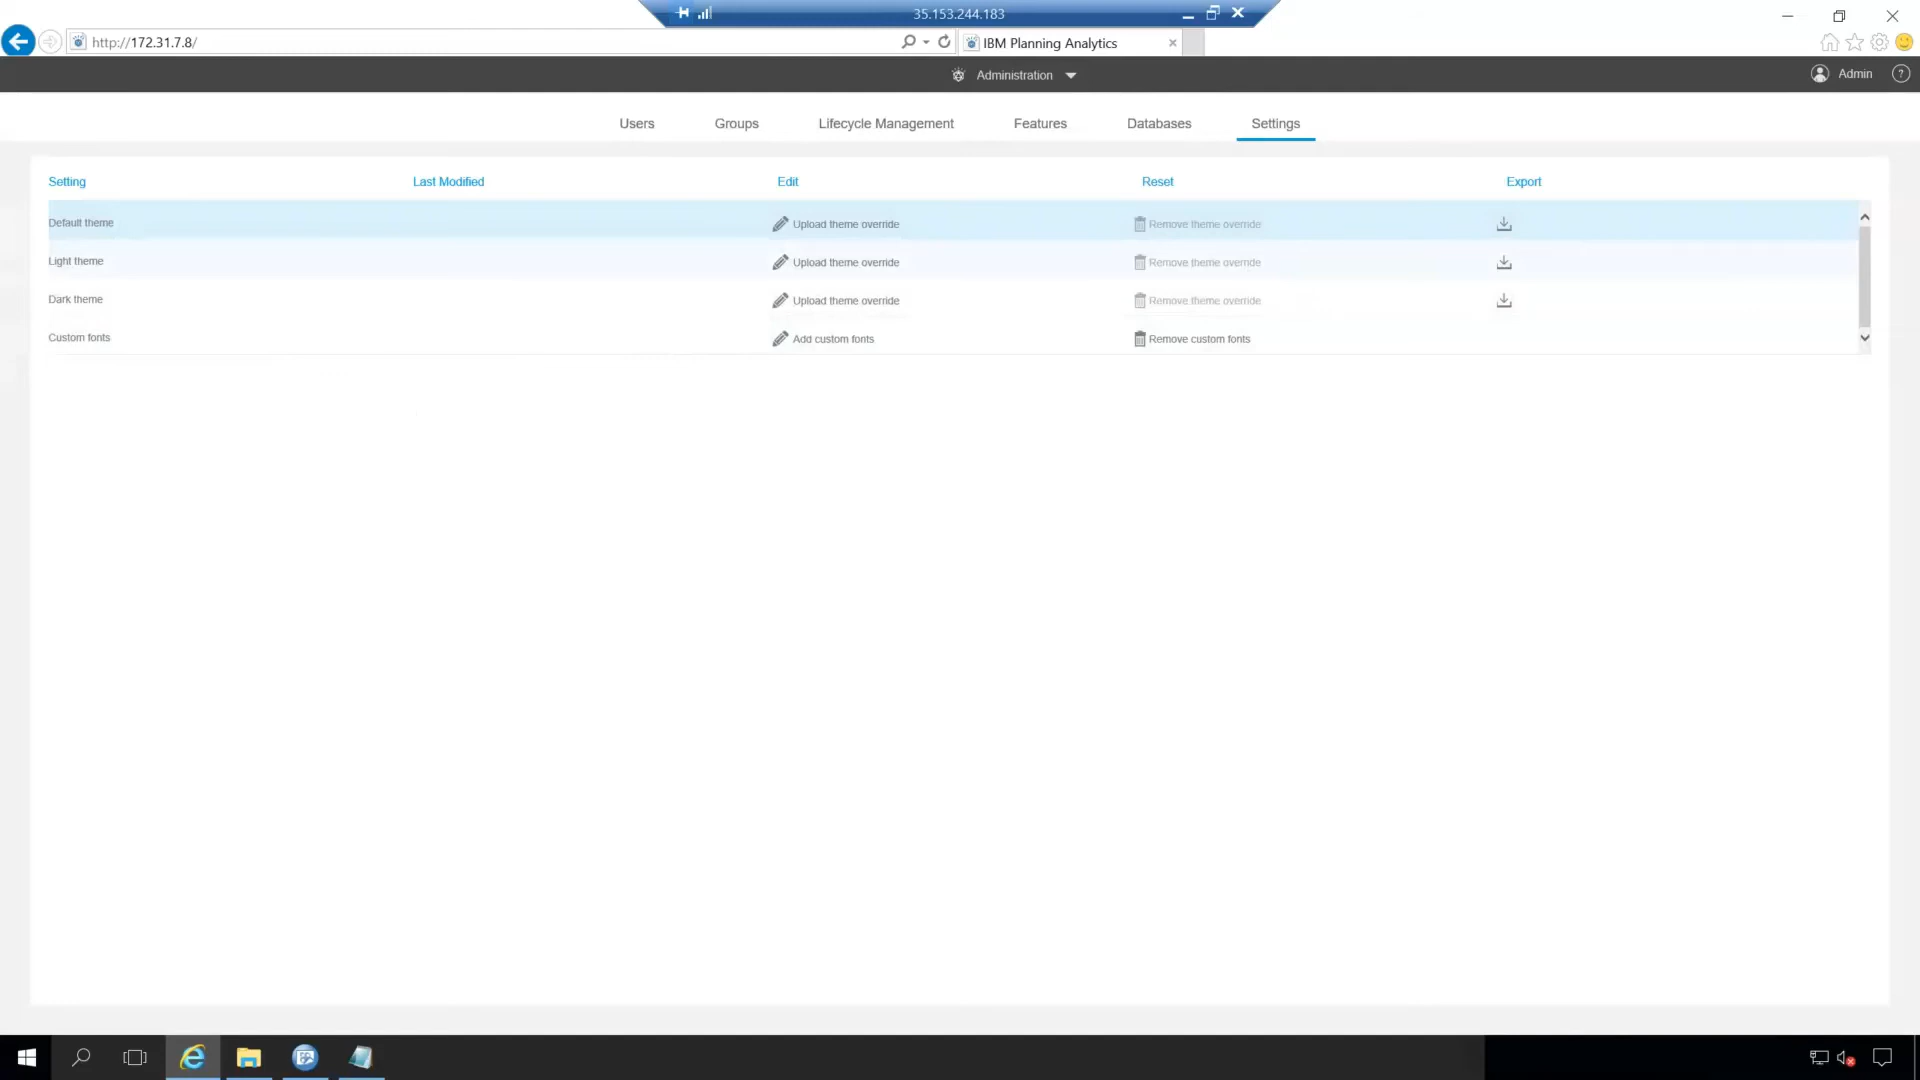 35.153.244.183
http://172.31.7.8/
IBM Planning Analytics
Administration
Admin
Users Groups Lifecycle Management Features Databases Settings
Setting Last Modified Edit Reset Export
Default theme Upload theme override Remove theme override
Light theme Upload theme override Remove theme override
Dark theme Upload theme override Remove theme override
Custom fonts Add custom fonts Remove custom fonts